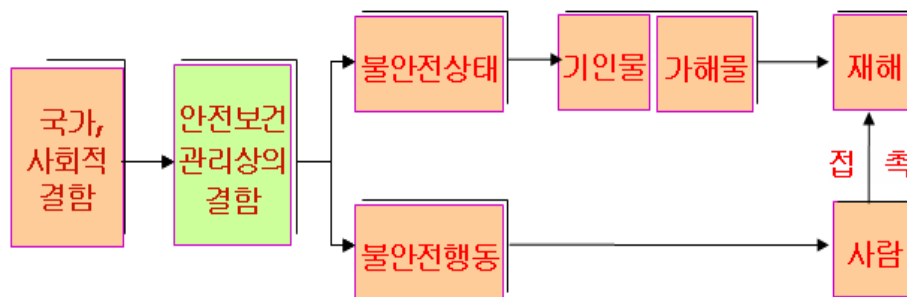 국가,
사회적
결함
안전보건
관리상의
결함
불안전상태
기인물
가해물
재해
접 촉
불안전행동
사람